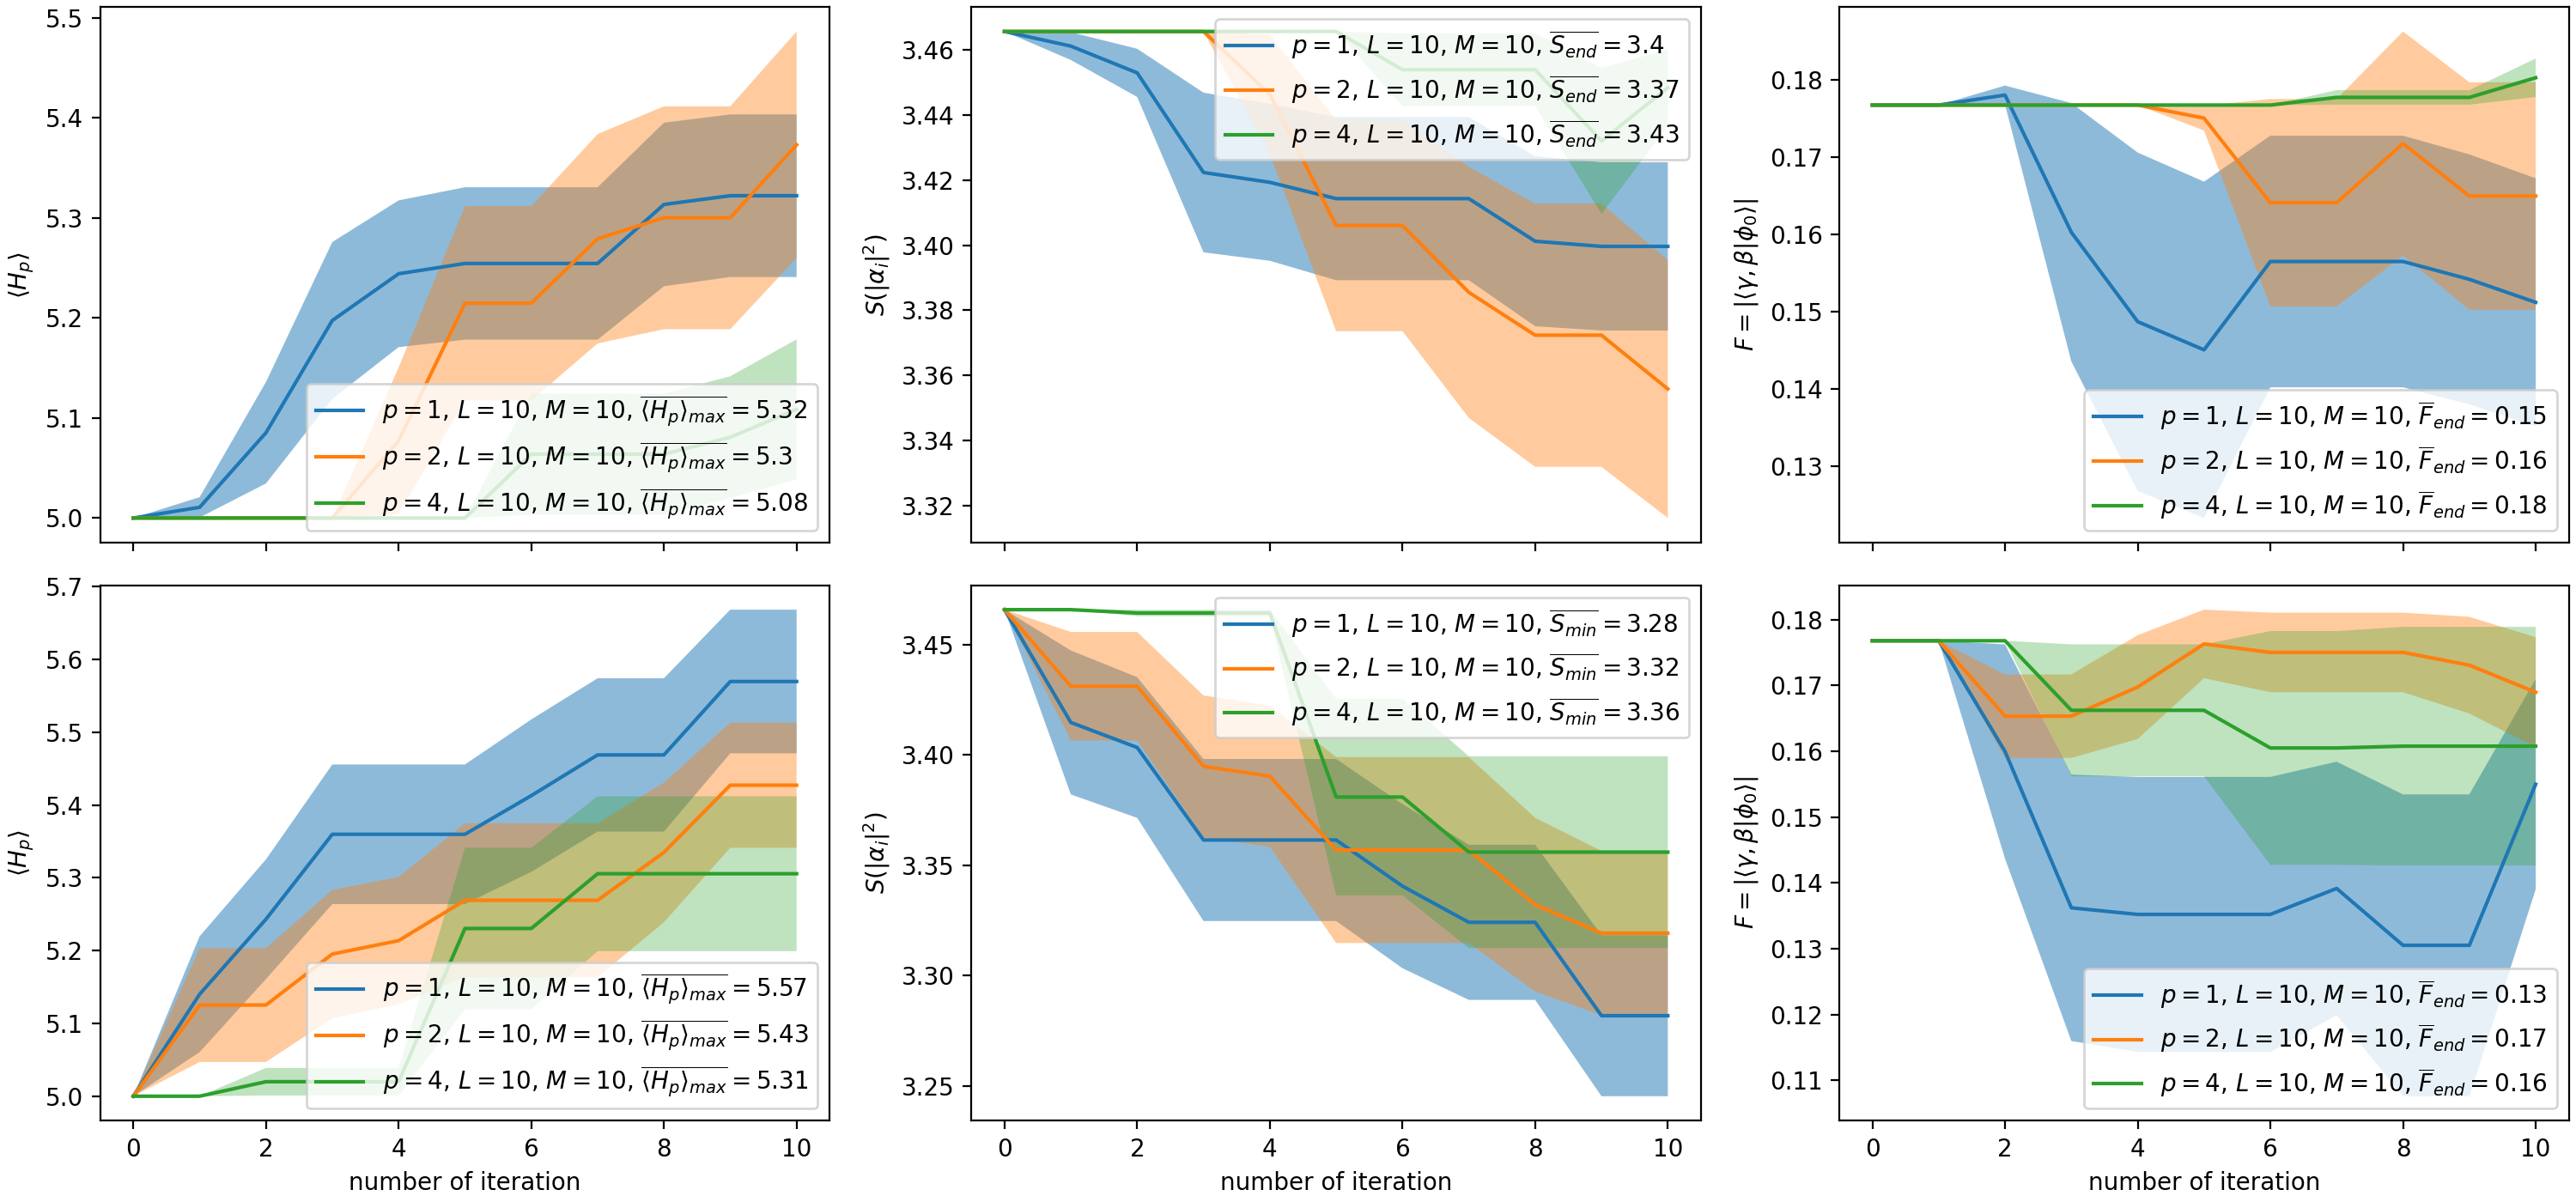 5.5
5.4
5.3
5.2
5.1
5.0
⟨H_p⟩
p = 1, L = 10, M = 10, \overline{⟨H_p⟩}_{max} = 5.32
p = 2, L = 10, M = 10, \overline{⟨H_p⟩}_{max} = 5.3
p = 4, L = 10, M = 10, \overline{⟨H_p⟩}_{max} = 5.08
3.46
3.44
3.42
3.40
3.38
3.36
3.34
3.32
S(|α_i|^2)
p = 1, L = 10, M = 10, \overline{S_{end}} = 3.4
p = 2, L = 10, M = 10, \overline{S_{end}} = 3.37
p = 4, L = 10, M = 10, \overline{S_{end}} = 3.43
0.18
0.17
0.16
0.15
0.14
0.13
F = |⟨γ, β|ϕ_0⟩|
p = 1, L = 10, M = 10, \overline{F}_{end} = 0.15
p = 2, L = 10, M = 10, \overline{F}_{end} = 0.16
p = 4, L = 10, M = 10, \overline{F}_{end} = 0.18
5.7
5.6
5.5
5.4
5.3
5.2
5.1
5.0
⟨H_p⟩
p = 1, L = 10, M = 10, \overline{⟨H_p⟩}_{max} = 5.57
p = 2, L = 10, M = 10, \overline{⟨H_p⟩}_{max} = 5.43
p = 4, L = 10, M = 10, \overline{⟨H_p⟩}_{max} = 5.31
0 2 4 6 8 10
number of iteration
3.45
3.40
3.35
3.30
3.25
S(|α_i|^2)
p = 1, L = 10, M = 10, \overline{S_{min}} = 3.28
p = 2, L = 10, M = 10, \overline{S_{min}} = 3.32
p = 4, L = 10, M = 10, \overline{S_{min}} = 3.36
0 2 4 6 8 10
number of iteration
0.18
0.17
0.16
0.15
0.14
0.13
0.12
0.11
F = |⟨γ, β|ϕ_0⟩|
p = 1, L = 10, M = 10, \overline{F}_{end} = 0.13
p = 2, L = 10, M = 10, \overline{F}_{end} = 0.17
p = 4, L = 10, M = 10, \overline{F}_{end} = 0.16
0 2 4 6 8 10
number of iteration